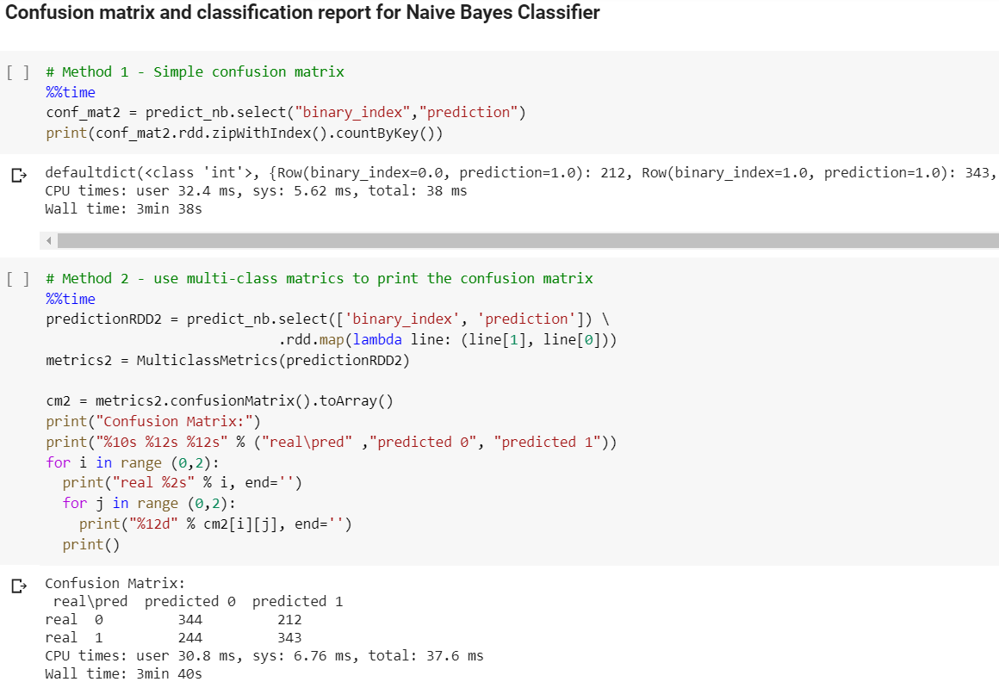 Confusion matrix and classification report for Naive Bayes Classifier
[ ] # Method 1 - Simple confusion matrix
%%time
conf_mat2 = predict_nb.select("binary_index","prediction")
print(conf_mat2.rdd.zipWithIndex().countByKey())
defaultdict(<class 'int'>, {Row(binary_index=0.0, prediction=1.0): 212, Row(binary_index=1.0, prediction=1.0): 343,
CPU times: user 32.4 ms, sys: 5.62 ms, total: 38 ms
Wall time: 3min 38s
[ ] # Method 2 - use multi-class matrics to print the confusion matrix
%%time
predictionRDD2 = predict_nb.select(['binary_index', 'prediction']) \
.rdd.map(lambda line: (line[1], line[0]))
metrics2 = MulticlassMetrics(predictionRDD2)
cm2 = metrics2.confusionMatrix().toArray()
print("Confusion Matrix:")
print("%10s %12s %12s" % ("real\pred" ,"predicted 0", "predicted 1"))
for i in range (0,2):
print("real %2s" % i, end='')
for j in range (0,2):
print("%12d" % cm2[i][j], end='')
print()
Confusion Matrix:
real\pred predicted 0 predicted 1
real 0 344 212
real 1 244 343
CPU times: user 30.8 ms, sys: 6.76 ms, total: 37.6 ms
Wall time: 3min 40s